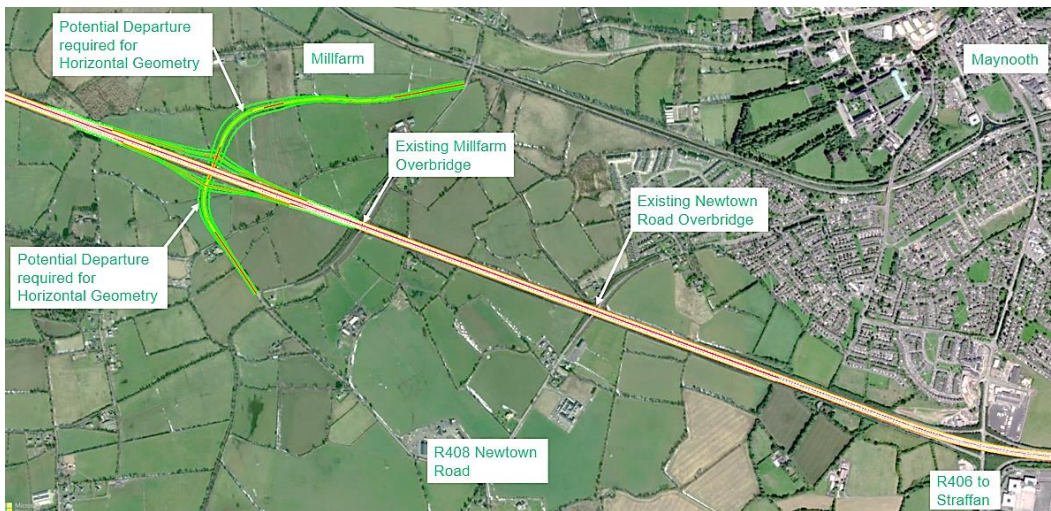 Potential Departure
required for
Horizontal Geometry
Millfarm
Maynooth
Existing Millfarm
Overbridge
Existing Newtown
Road Overbridge
Potential Departure
required for
Horizontal Geometry
R408 Newtown
Road
R406 to
Straffan